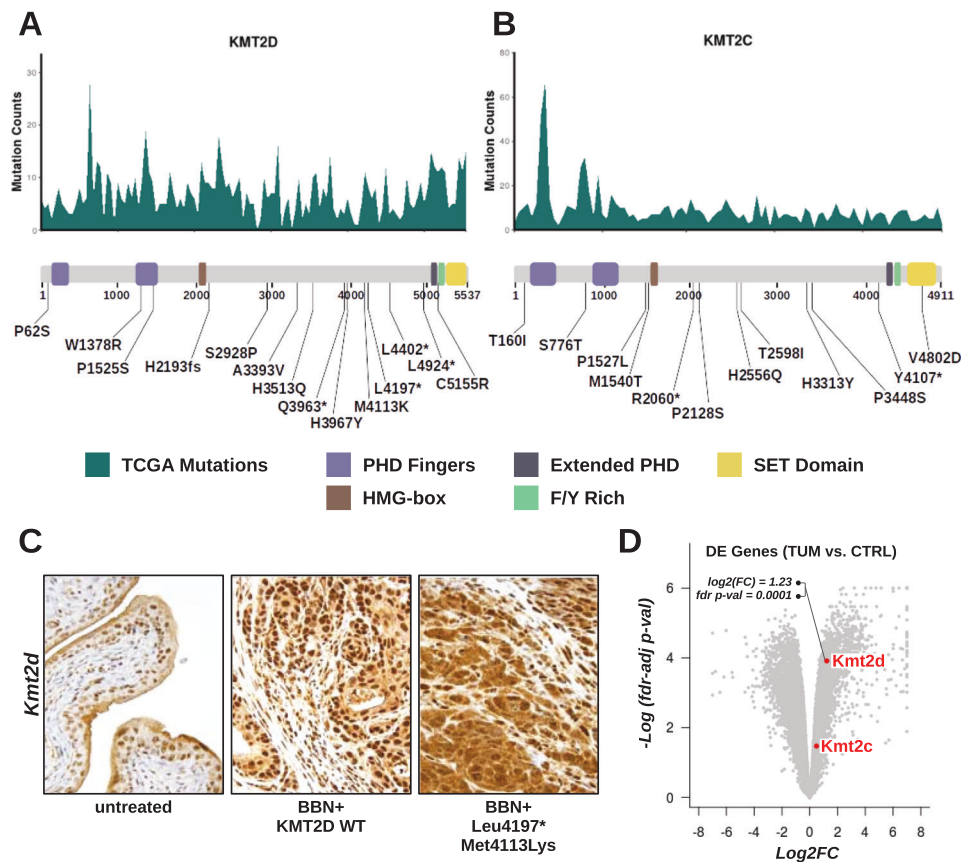 A
B
KMT2D
KMT2C
Mutation Counts
30
20
10
0
Mutation Counts
80
60
40
20
0
1 1000 2000 3000 4000 5000 5537
1 1000 2000 3000 4000 4911
P62S
W1378R
P1525S
H2193fs
S2928P
A3393V
H3513Q
Q3963*
H3967Y
M4113K
L4197*
L4402*
L4924*
C5155R
T160I
S776T
P1527L
M1540T
R2060*
P2128S
H2556Q
T2598I
H3313Y
P3448S
Y4107*
V4802D
TCGA Mutations
PHD Fingers
Extended PHD
SET Domain
HMG-box
F/Y Rich
C
Kmt2d
untreated
BBN+
KMT2D WT
BBN+
Leu4197*
Met4113Lys
D
DE Genes (TUM vs. CTRL)
log2(FC) = 1.23
fdr p-val = 0.0001
-Log (fdr-adj p-val)
6
4
2
0
Kmt2d
Kmt2c
-8 -6 -4 -2 0 2 4 6 8
Log2FC